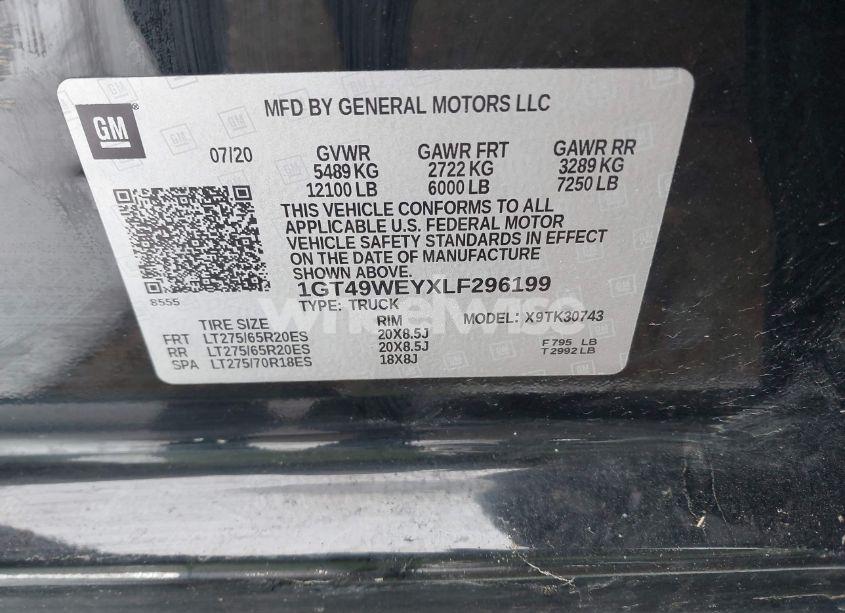 GM
MFD BY GENERAL MOTORS LLC
07/20 GVWR GAWR FRT GAWR RR
5489 KG 2722 KG 3289 KG
12100 LB 6000 LB 7250 LB
THIS VEHICLE CONFORMS TO ALL
APPLICABLE U.S. FEDERAL MOTOR
VEHICLE SAFETY STANDARDS IN EFFECT
ON THE DATE OF MANUFACTURE
SHOWN ABOVE.
8555
1GT49WEYXLF296199
TYPE: TRUCK
MODEL: X9TK30743
TIRE SIZE RIM
FRT LT275/65R20ES 20X8.5J
RR LT275/65R20ES 20X8.5J
SPA LT275/70R18ES 18X8J
F 795 LB
T 2992 LB
wheelwise